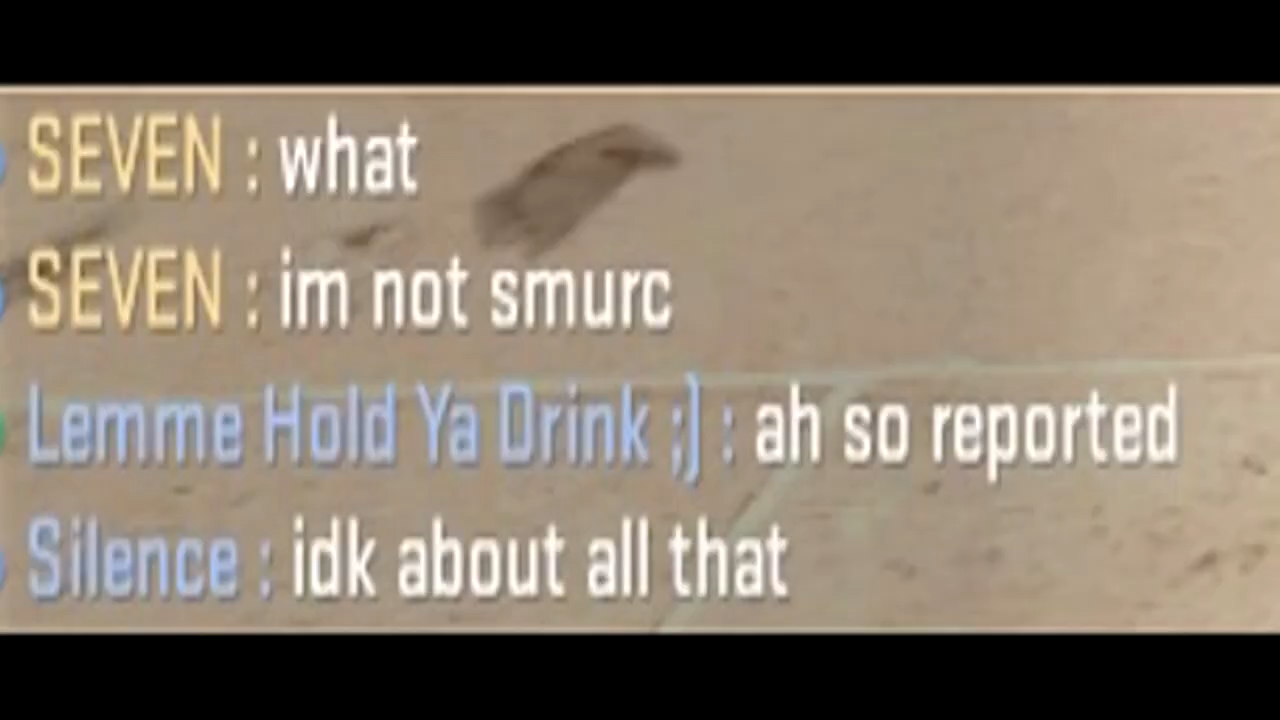 SEVEN : what
SEVEN : im not smurc
Lemme Hold Ya Drink ;) : ah so reported
Silence : idk about all that